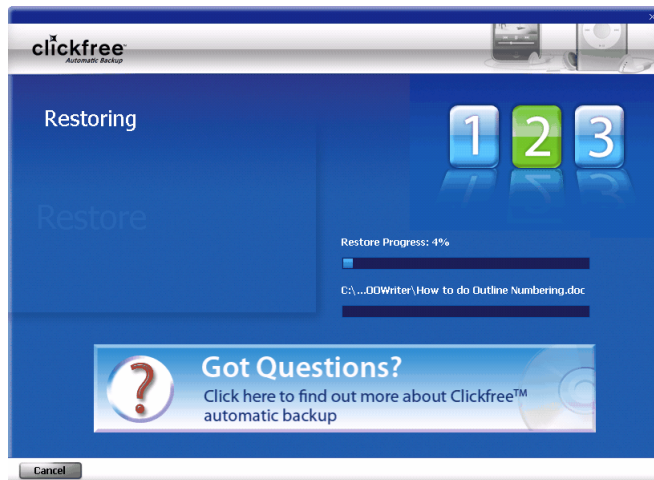 clickfree
Automatic Backup
Restoring
1 2 3
Restore
Restore Progress: 4%
C:\...OOWriter\How to do Outline Numbering.doc
?
Got Questions?
Click here to find out more about Clickfree™
automatic backup
Cancel